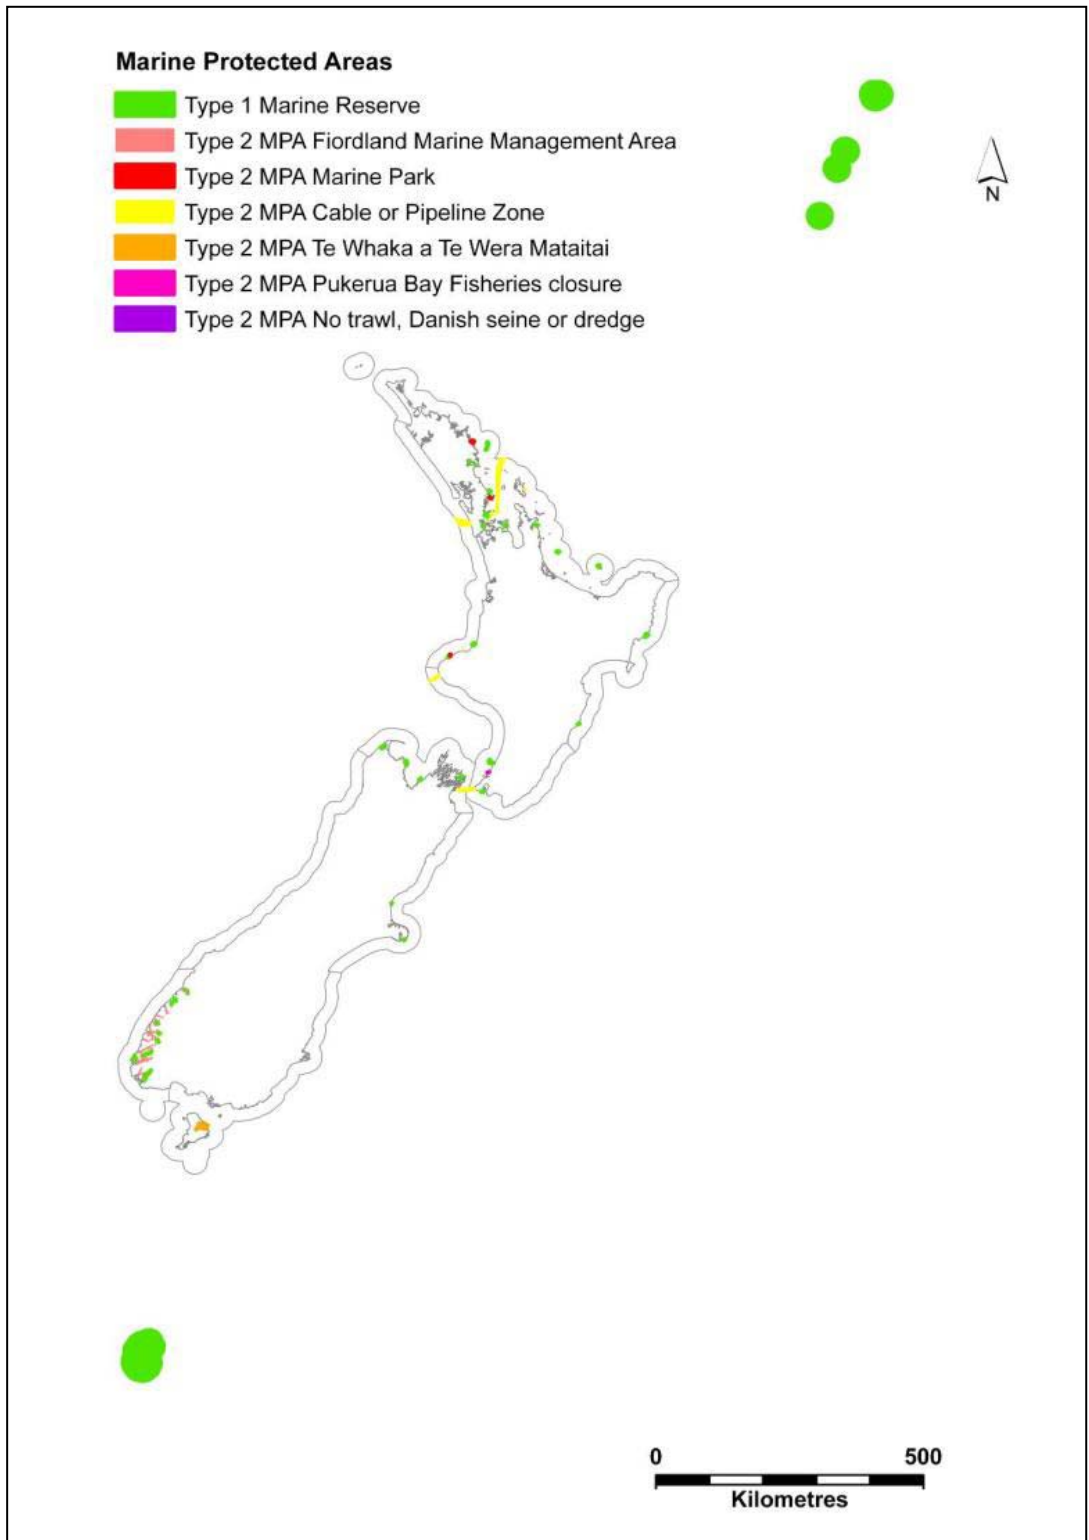 Marine Protected Areas
Type 1 Marine Reserve
Type 2 MPA Fiordland Marine Management Area
Type 2 MPA Marine Park
Type 2 MPA Cable or Pipeline Zone
Type 2 MPA Te Whaka a Te Wera Mataitai
Type 2 MPA Pukerua Bay Fisheries closure
Type 2 MPA No trawl, Danish seine or dredge
N
0 500
Kilometres